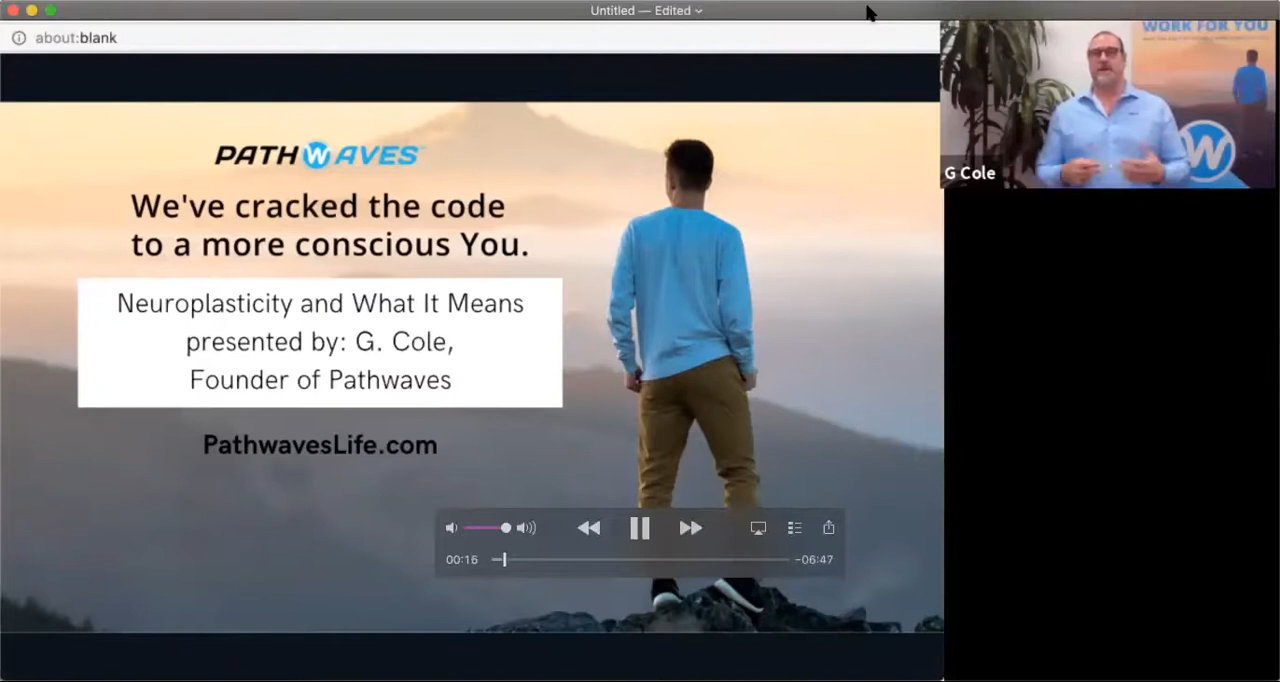 Untitled — Edited
about:blank
WORK FOR YOU
G Cole
W
PATHWAVES
We've cracked the code
to a more conscious You.
Neuroplasticity and What It Means
presented by: G. Cole,
Founder of Pathwaves
PathwavesLife.com
00:16
-06:47